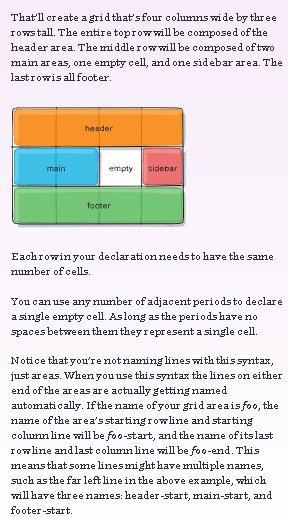 That'll create a grid that's four columns wide by three
rows tall. The entire top row will be composed of the
header area. The middle row will be composed of two
main areas, one empty cell, and one sidebar area. The
last row is all footer.
header
main
empty
sidebar
footer
Each row in your declaration needs to have the same
number of cells.
You can use any number of adjacent periods to declare
a single empty cell. As long as the periods have no
spaces between them they represent a single cell.
Notice that you're not naming lines with this syntax,
just areas. When you use this syntax the lines on either
end of the areas are actually getting named
automatically. If the name of your grid area is foo, the
name of the area's starting row line and starting
column line will be foo-start, and the name of its last
row line and last column line will be foo-end. This
means that some lines might have multiple names,
such as the far left line in the above example, which
will have three names: header-start, main-start, and
footer-start.